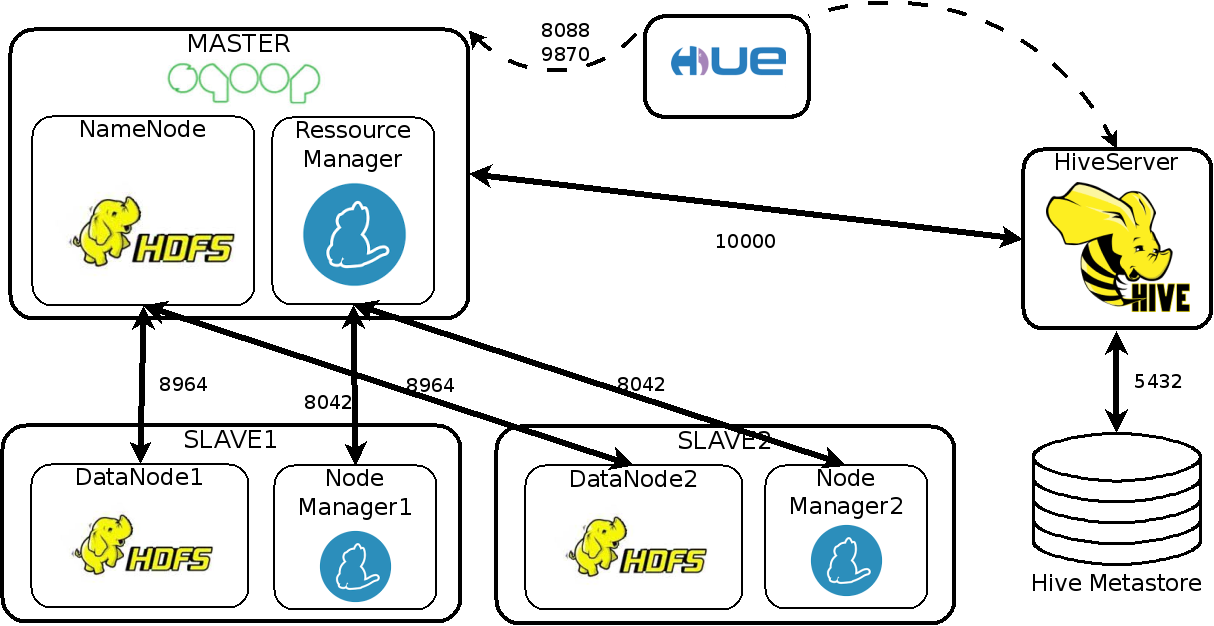 MASTER
sqoop
8088
9870
HUE
NameNode
Ressource
Manager
HDFS
HiveServer
HIVE
10000
8964
8042
8964
8042
5432
SLAVE1
DataNode1
HDFS
Node
Manager1
SLAVE2
DataNode2
HDFS
Node
Manager2
Hive Metastore